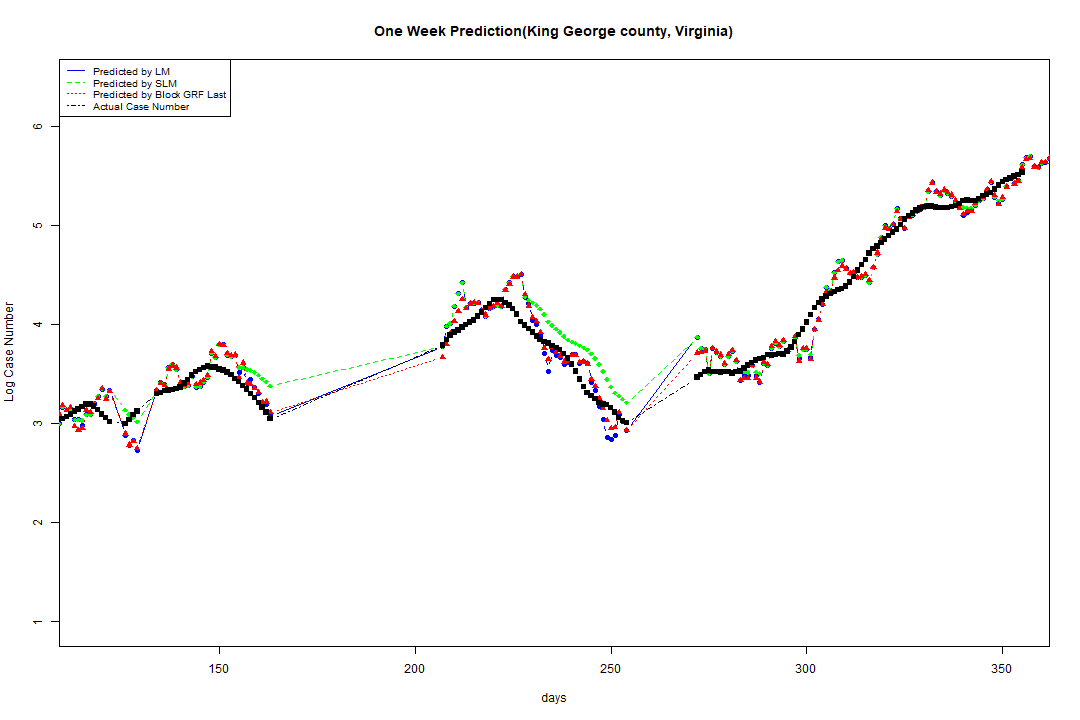 One Week Prediction(King George county, Virginia)
Predicted by LM
Predicted by SLM
Predicted by Block GRF Last
Actual Case Number
Log Case Number
6
5
4
3
2
1
150 200 250 300 350
days